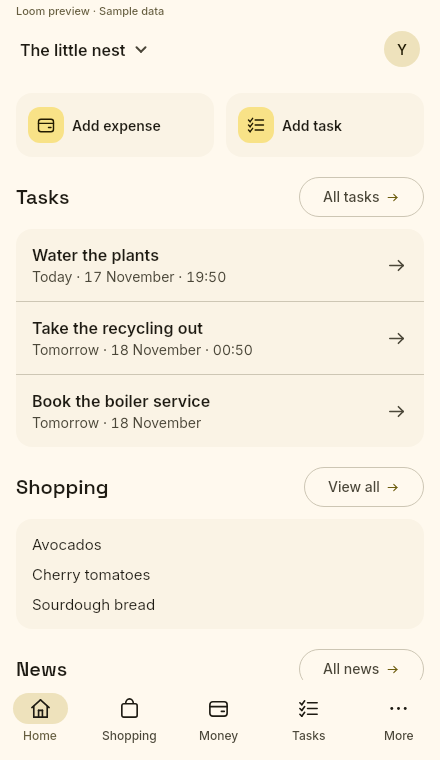 Loom preview · Sample data
The little nest
Y
Add expense
Add task
Tasks
All tasks →
Water the plants
Today · 17 November · 19:50
Take the recycling out
Tomorrow · 18 November · 00:50
Book the boiler service
Tomorrow · 18 November
Shopping
View all →
Avocados
Cherry tomatoes
Sourdough bread
News
All news →
Home
Shopping
Money
Tasks
More